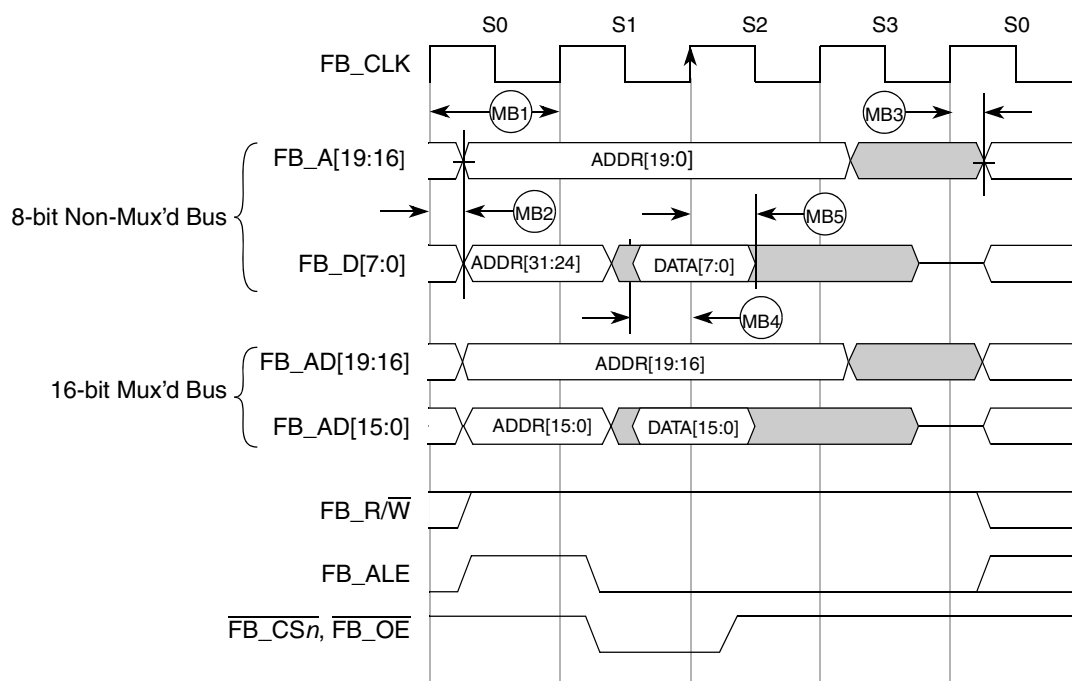 S0 S1 S2 S3 S0
FB_CLK
MB1 MB3
FB_A[19:16] ADDR[19:0]
8-bit Non-Mux'd Bus MB2 MB5
FB_D[7:0] ADDR[31:24] DATA[7:0]
MB4
FB_AD[19:16] ADDR[19:16]
16-bit Mux'd Bus
FB_AD[15:0] ADDR[15:0] DATA[15:0]
FB_R/W̅
FB_ALE
F̅B̅_̅C̅S̅n̅, F̅B̅_̅O̅E̅